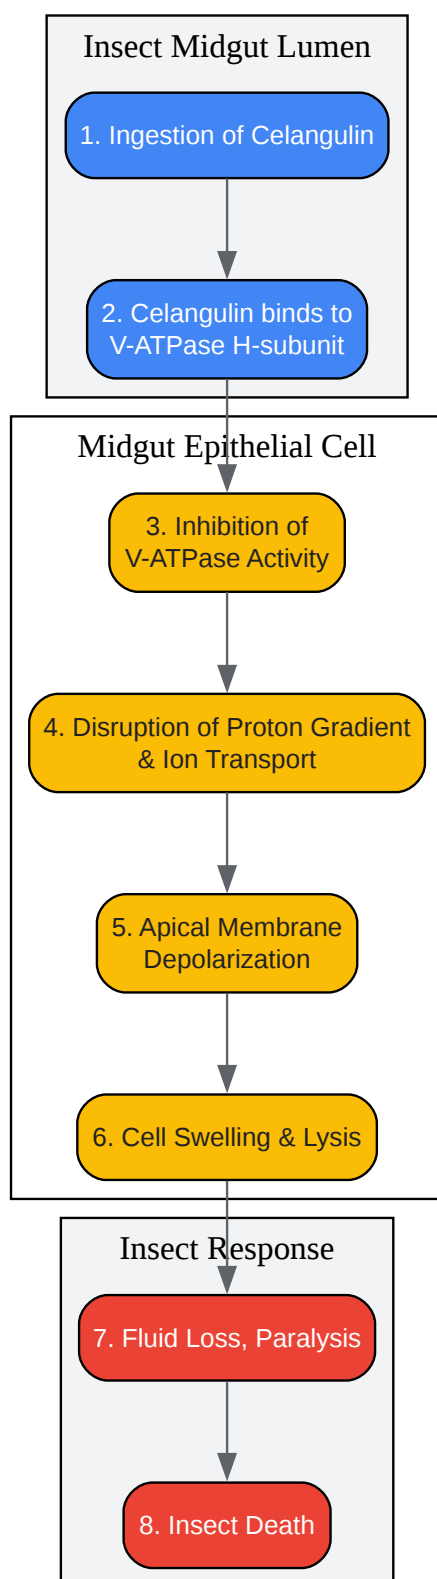 Insect Midgut Lumen
1. Ingestion of Celangulin
2. Celangulin binds to
V-ATPase H-subunit
Midgut Epithelial Cell
3. Inhibition of
V-ATPase Activity
4. Disruption of Proton Gradient
& Ion Transport
5. Apical Membrane
Depolarization
6. Cell Swelling & Lysis
Insect Response
7. Fluid Loss, Paralysis
8. Insect Death